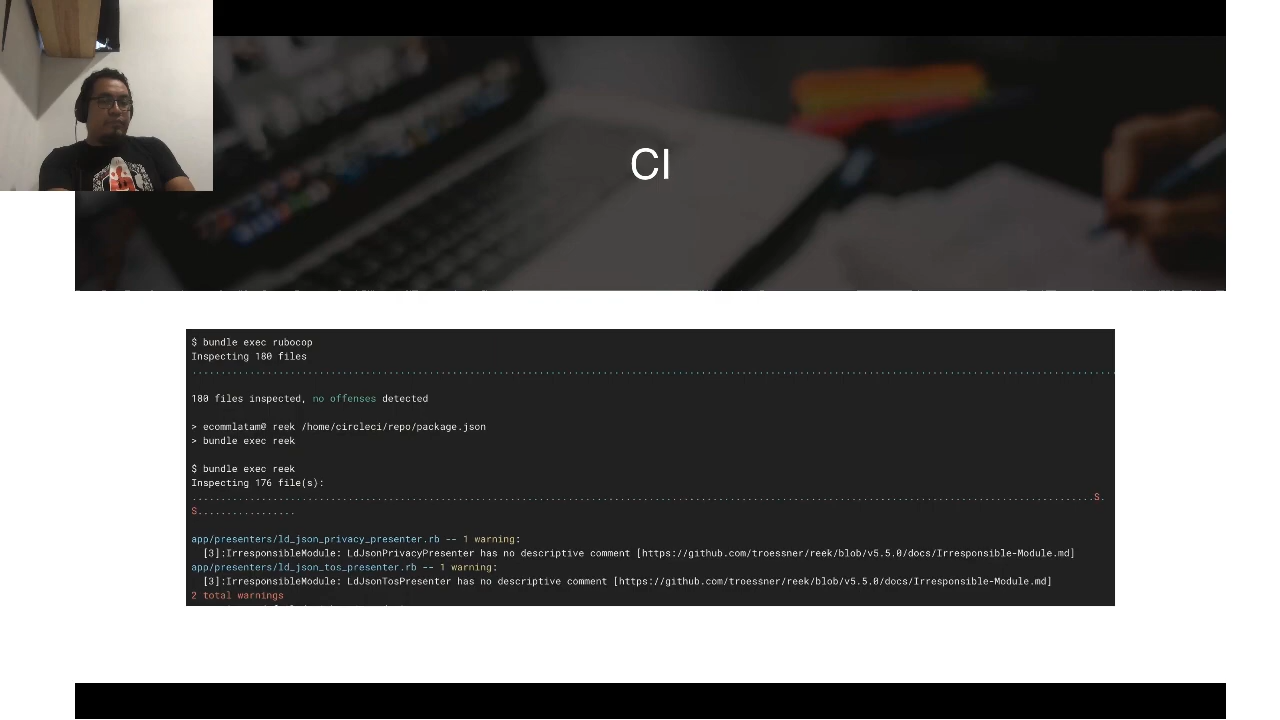 CI
$ bundle exec rubocop
Inspecting 180 files
180 files inspected, no offenses detected
> ecommlatam@ reek /home/circleci/repo/package.json
> bundle exec reek
$ bundle exec reek
Inspecting 176 file(s):
S.
S................
app/presenters/ld_json_privacy_presenter.rb -- 1 warning:
[3]:IrresponsibleModule: LdJsonPrivacyPresenter has no descriptive comment [https://github.com/troessner/reek/blob/v5.5.0/docs/Irresponsible-Module.md]
app/presenters/ld_json_tos_presenter.rb -- 1 warning:
[3]:IrresponsibleModule: LdJsonTosPresenter has no descriptive comment [https://github.com/troessner/reek/blob/v5.5.0/docs/Irresponsible-Module.md]
2 total warnings